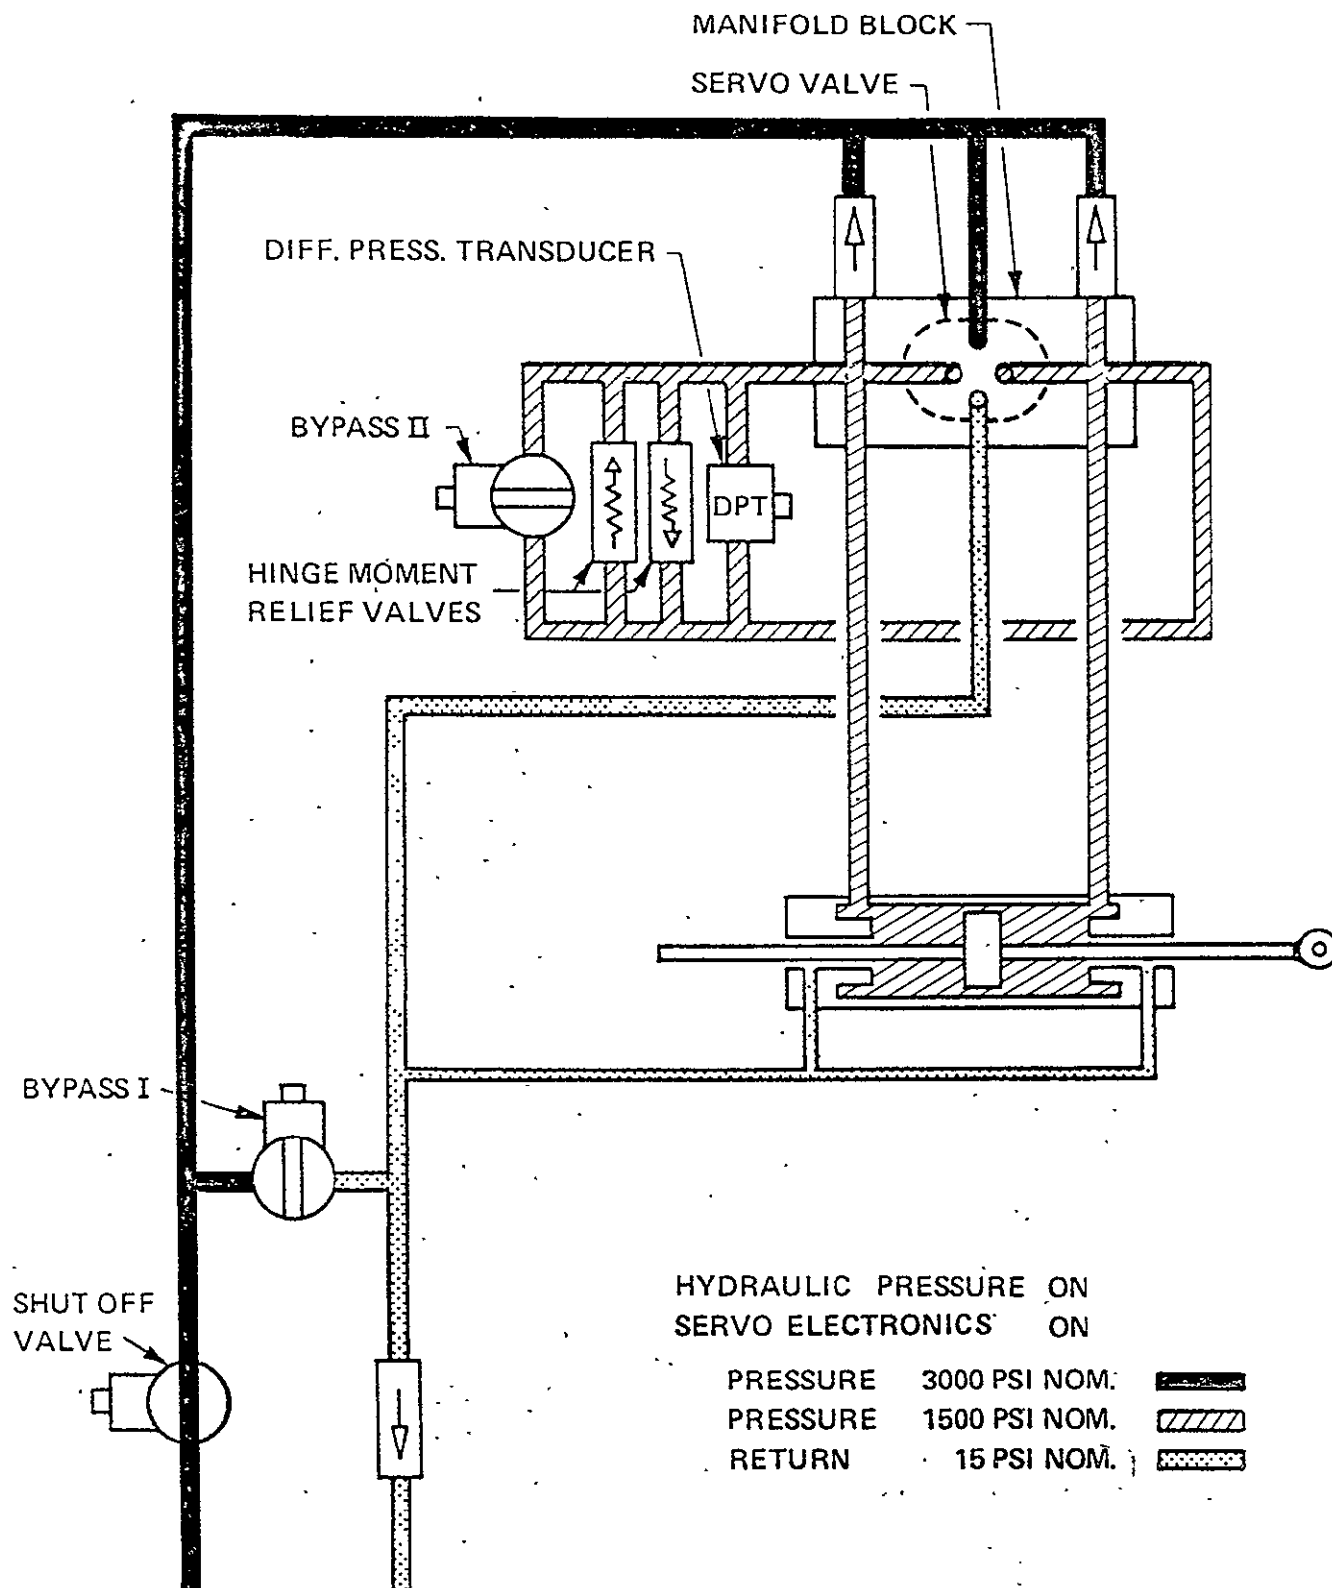 MANIFOLD BLOCK
SERVO VALVE
DIFF. PRESS. TRANSDUCER
BYPASS II
DPT
HINGE MOMENT
RELIEF VALVES
BYPASS I
SHUT OFF
VALVE
HYDRAULIC PRESSURE ON
SERVO ELECTRONICS ON
PRESSURE 3000 PSI NOM.
PRESSURE 1500 PSI NOM.
RETURN 15 PSI NOM.